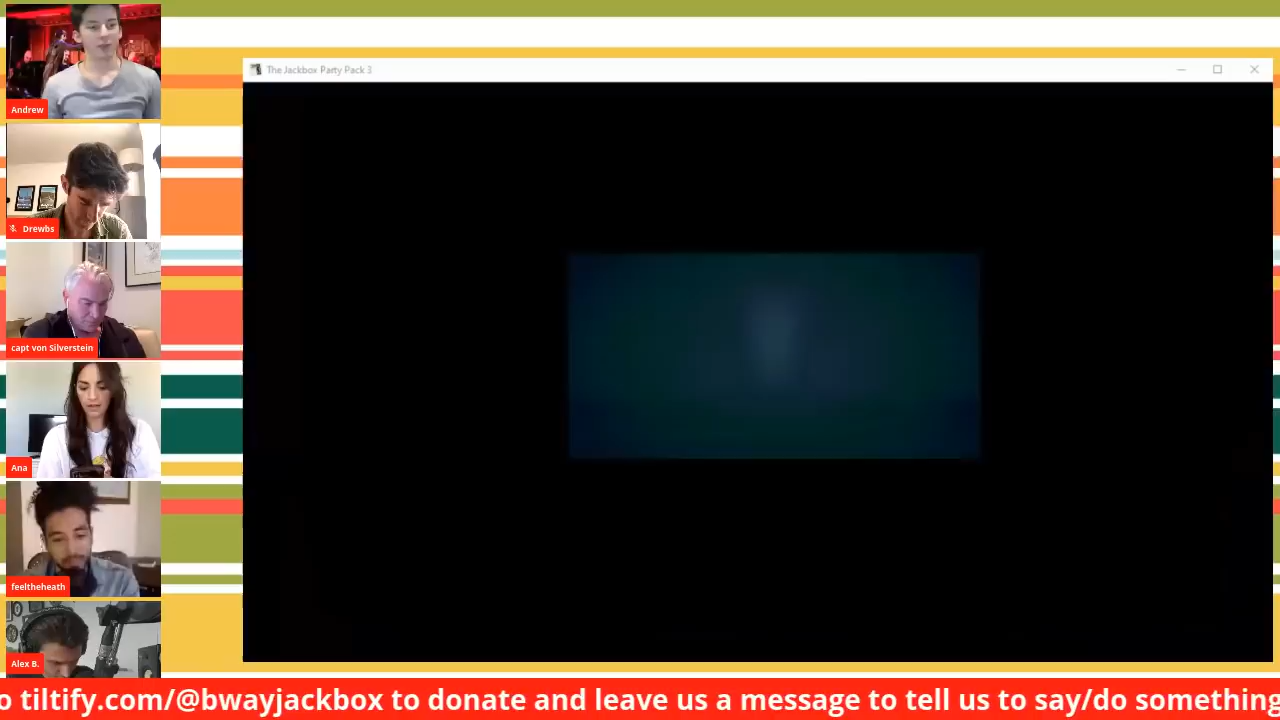 The Jackbox Party Pack 3
Andrew
Drewbs
capt von Silverstein
Ana
feeltheheath
Alex B.
o tiltify.com/@bwayjackbox to donate and leave us a message to tell us to say/do something